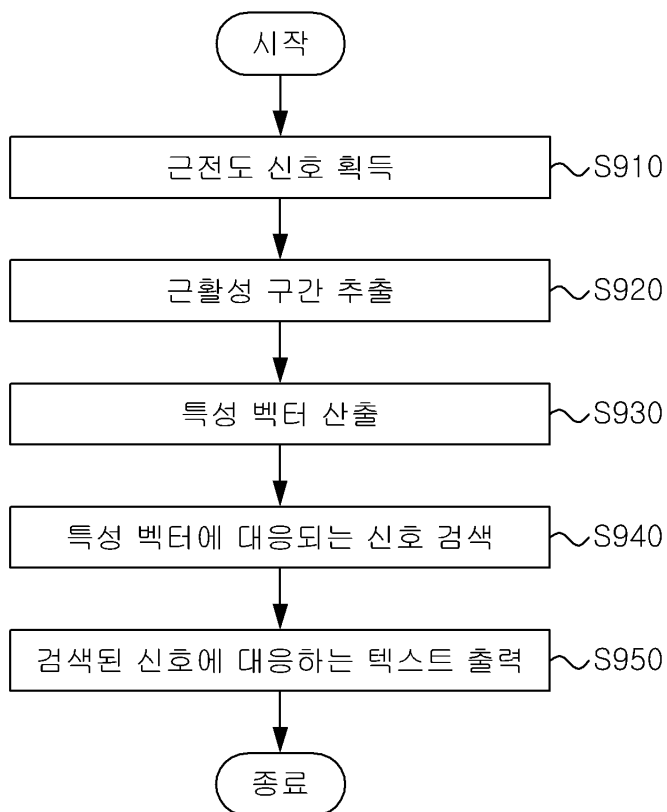 시작
근전도 신호 획득 S910
근활성 구간 추출 S920
특성 벡터 산출 S930
특성 벡터에 대응되는 신호 검색 S940
검색된 신호에 대응하는 텍스트 출력 S950
종료